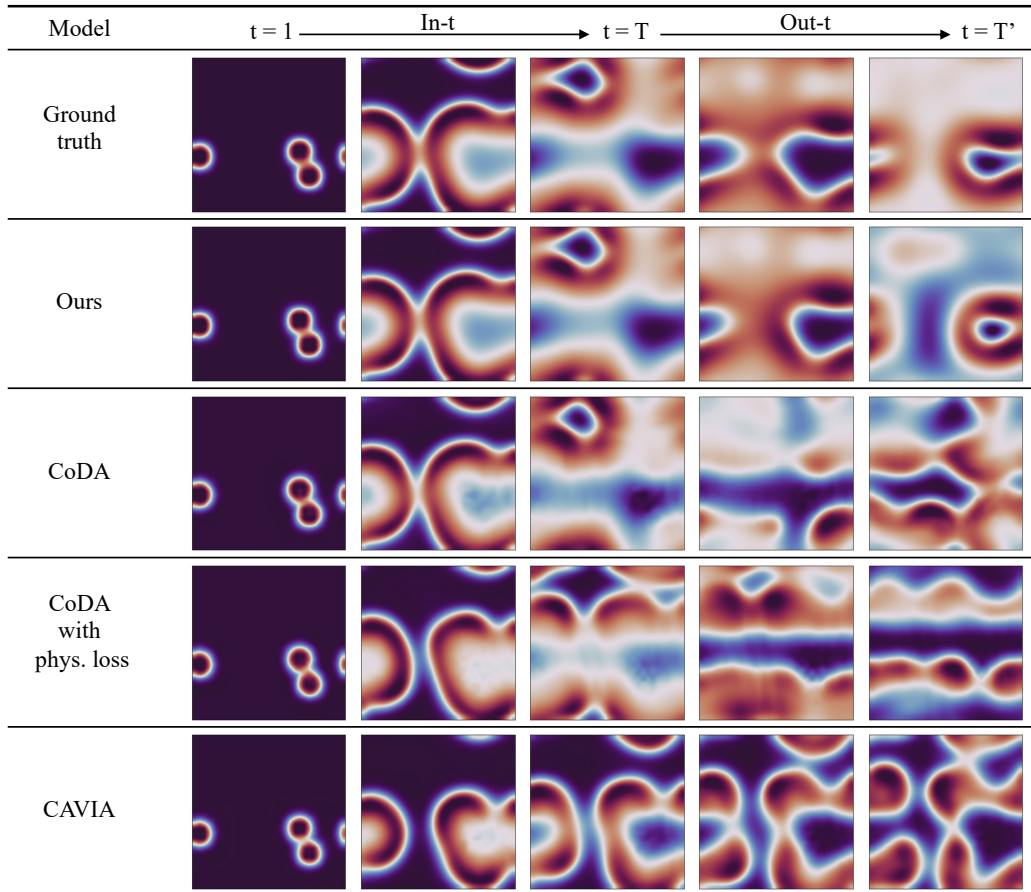 Model t = 1 In-t t = T Out-t t = T’
Ground
truth
Ours
CoDA
CoDA
with
phys. loss
CAVIA